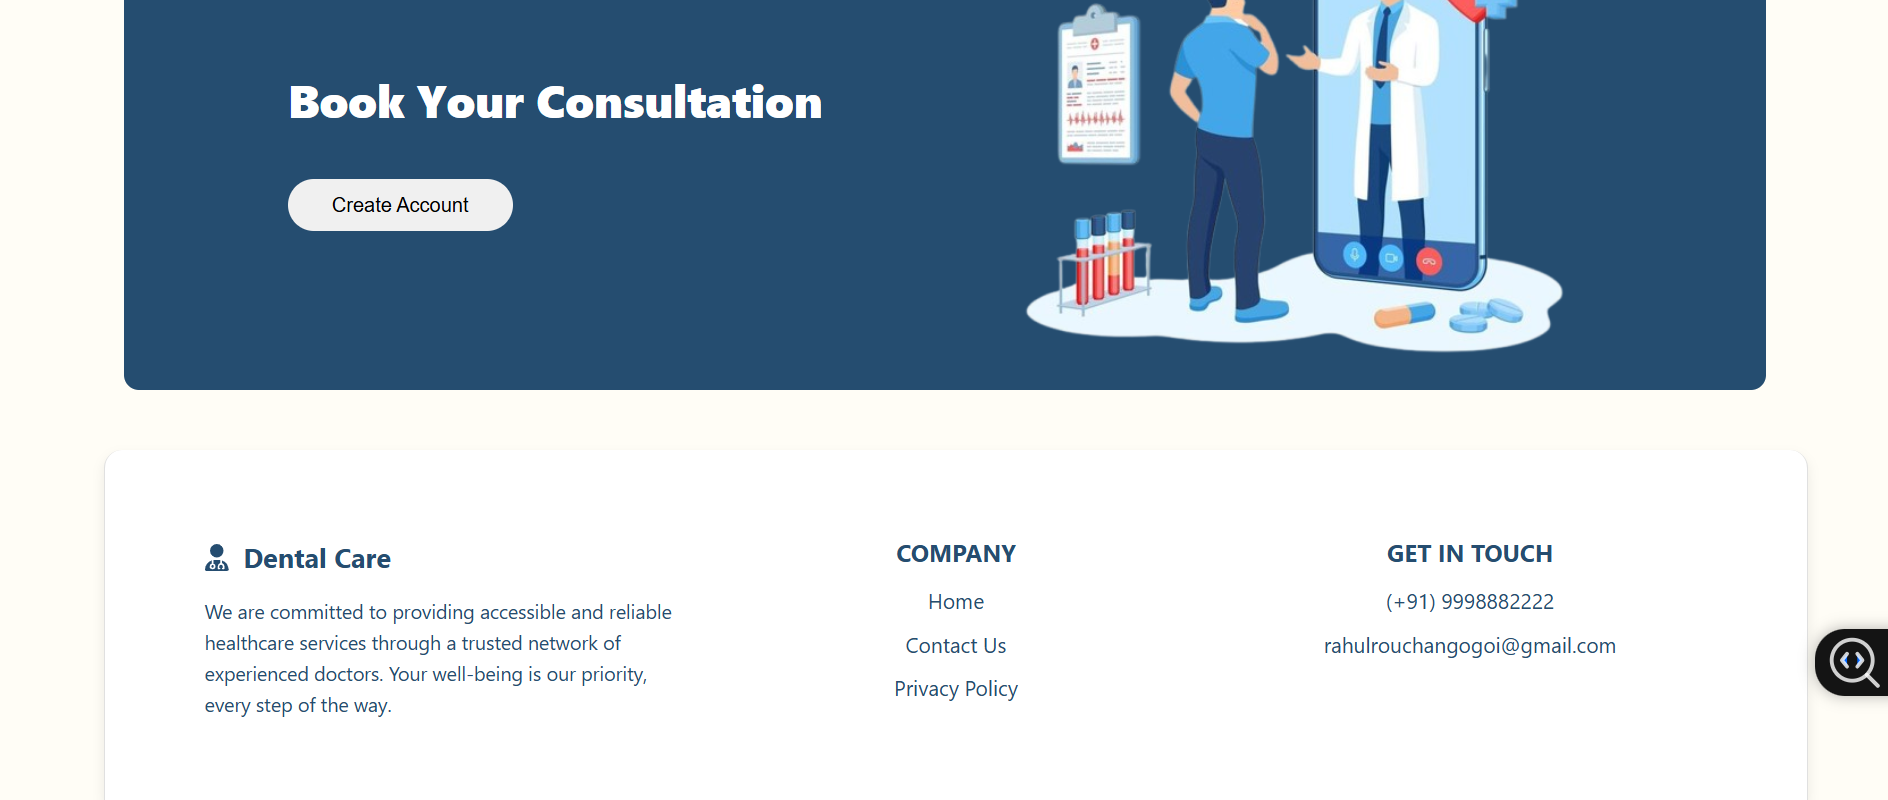 Book Your Consultation
Create Account
Dental Care
We are committed to providing accessible and reliable
healthcare services through a trusted network of
experienced doctors. Your well-being is our priority,
every step of the way.
COMPANY
Home
Contact Us
Privacy Policy
GET IN TOUCH
(+91) 9998882222
rahulrouchangogoi@gmail.com